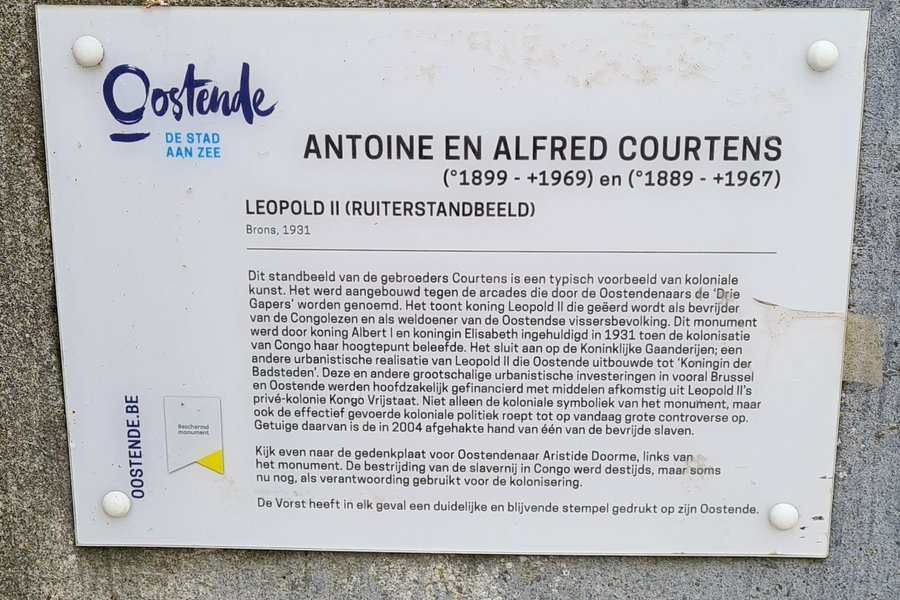 Oostende
DE STAD
AAN ZEE
ANTOINE EN ALFRED COURTENS
(°1899 - +1969) en (°1889 - +1967)
LEOPOLD II (RUITERSTANDBEELD)
Brons, 1931
Dit standbeeld van de gebroeders Courtens is een typisch voorbeeld van koloniale
kunst. Het werd aangebouwd tegen de arcades die door de Oostendenaars de ‘Drie
Gapers’ worden genoemd. Het toont koning Leopold II die geëerd wordt als bevrijder
van de Congolezen en als weldoener van de Oostendse vissersbevolking. Dit monument
werd door koning Albert I en koningin Elisabeth ingehuldigd in 1931 toen de kolonisatie
van Congo haar hoogtepunt beleefde. Het sluit aan op de Koninklijke Gaanderijen; een
andere urbanistische realisatie van Leopold II die Oostende uitbouwde tot ‘Koningin der
Badsteden’. Deze en andere grootschalige urbanistische investeringen in vooral Brussel
en Oostende werden hoofdzakelijk gefinancierd met middelen afkomstig uit Leopold II’s
privé-kolonie Kongo Vrijstaat. Niet alleen de koloniale symboliek van het monument, maar
ook de effectief gevoerde koloniale politiek roept tot op vandaag grote controverse op.
Getuige daarvan is de in 2004 afgehakte hand van één van de bevrijde slaven.
Kijk even naar de gedenkplaat voor Oostendenaar Aristide Doorme, links van
het monument. De bestrijding van de slavernij in Congo werd destijds, maar soms
nu nog, als verantwoording gebruikt voor de kolonisering.
De Vorst heeft in elk geval een duidelijke en blijvende stempel gedrukt op zijn Oostende.
OOSTENDE.BE
Beschermd
monument